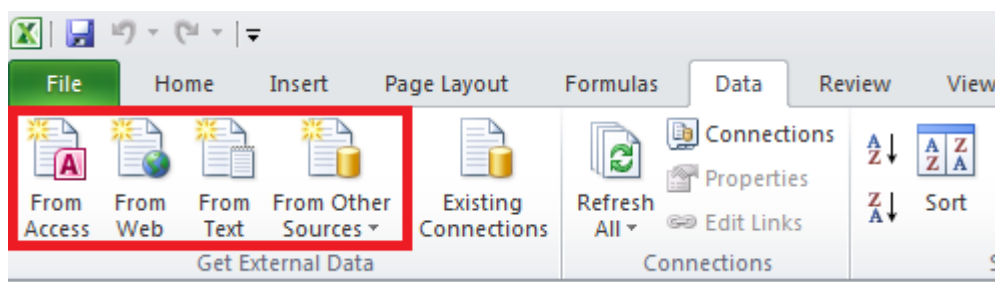 File Home Insert Page Layout Formulas Data Review View
From Access
From Web
From Text
From Other Sources
Existing Connections
Refresh All
Connections
Properties
Edit Links
Sort
Get External Data
Connections